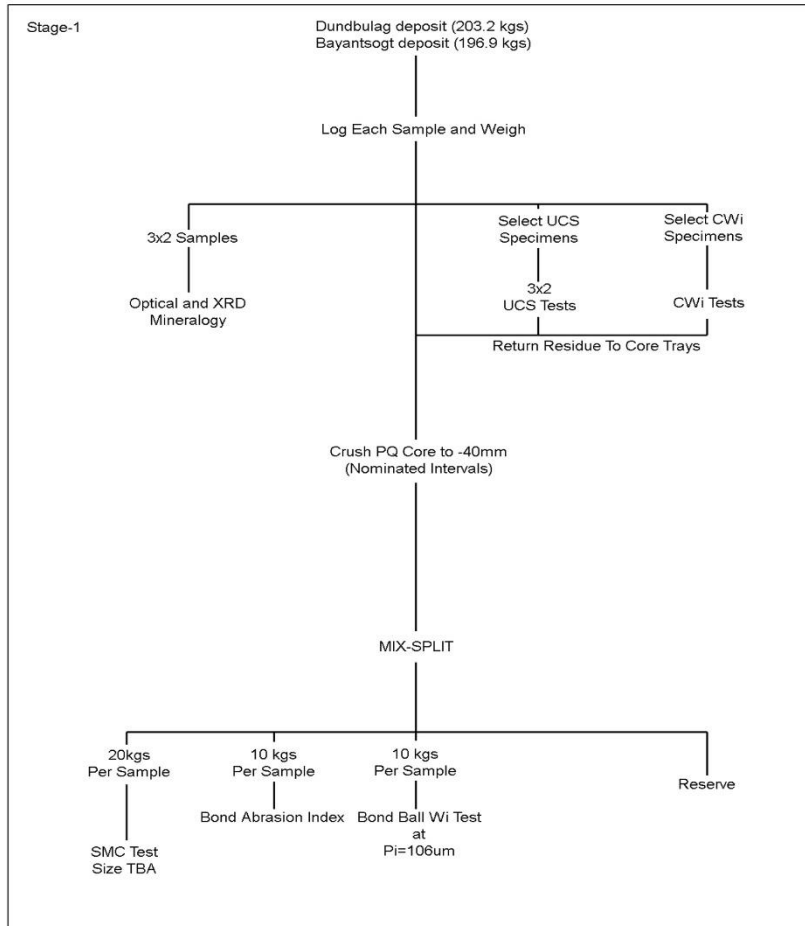 Stage-1
Dundbulag deposit (203.2 kgs)
Bayantsogt deposit (196.9 kgs)
Log Each Sample and Weigh
3x2 Samples
Optical and XRD
Mineralogy
Select UCS
Specimens
3x2
UCS Tests
Select CWi
Specimens
CWi Tests
Return Residue To Core Trays
Crush PQ Core to -40mm
(Nominated Intervals)
MIX-SPLIT
20kgs
Per Sample
SMC Test
Size TBA
10 kgs
Per Sample
Bond Abrasion Index
10 kgs
Per Sample
Bond Ball Wi Test
at
Pi=106um
Reserve